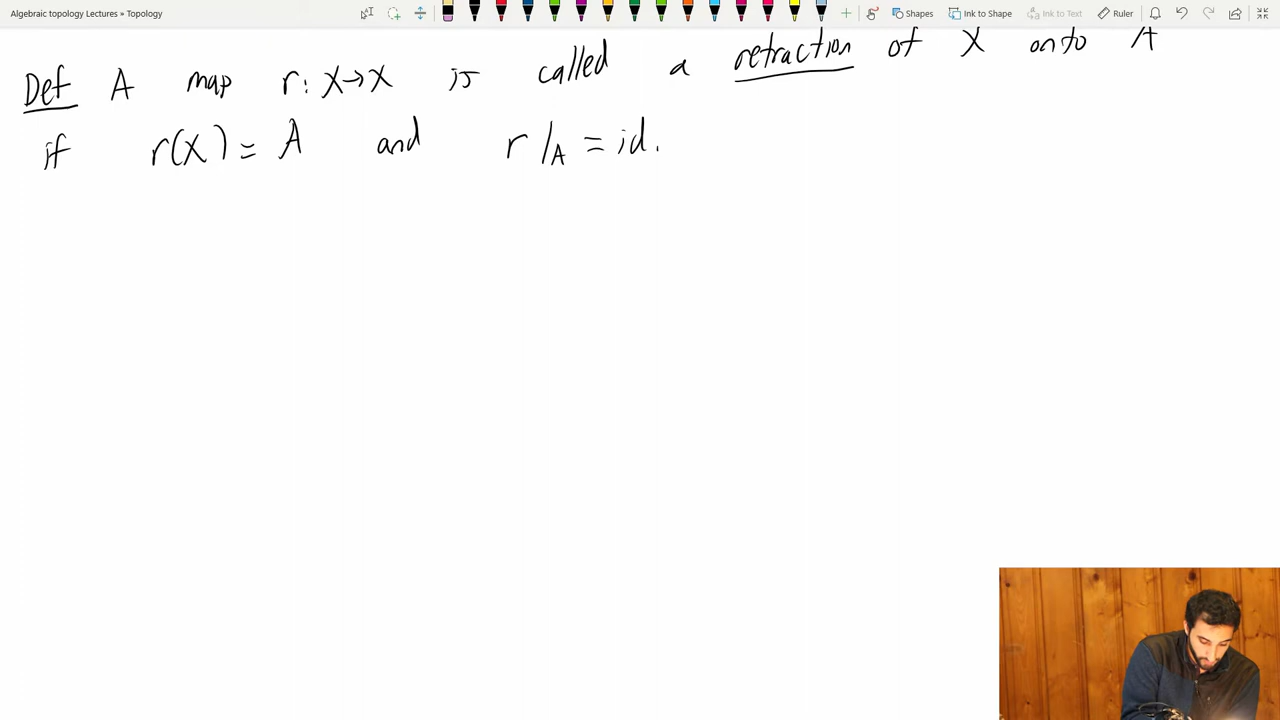 Algebraic topology Lectures » Topology
Shapes Ink to Shape Ink to Text Ruler
Def A map r: X→X is called a retraction of X onto A
if r(X) = A and r|A = id.